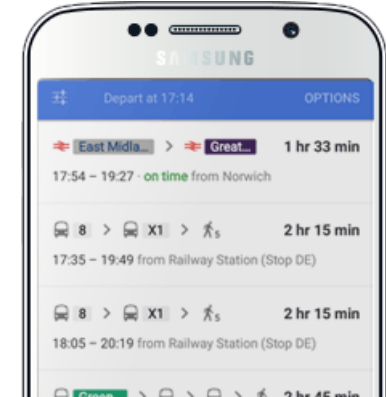 SAMSUNG
Depart at 17:14 OPTIONS
East Midla... > Great... 1 hr 33 min
17:54 – 19:27 · on time from Norwich
8 > X1 > 5 2 hr 15 min
17:35 – 19:49 from Railway Station (Stop DE)
8 > X1 > 5 2 hr 15 min
18:05 – 20:19 from Railway Station (Stop DE)
Green... > > > 2 hr 45 min